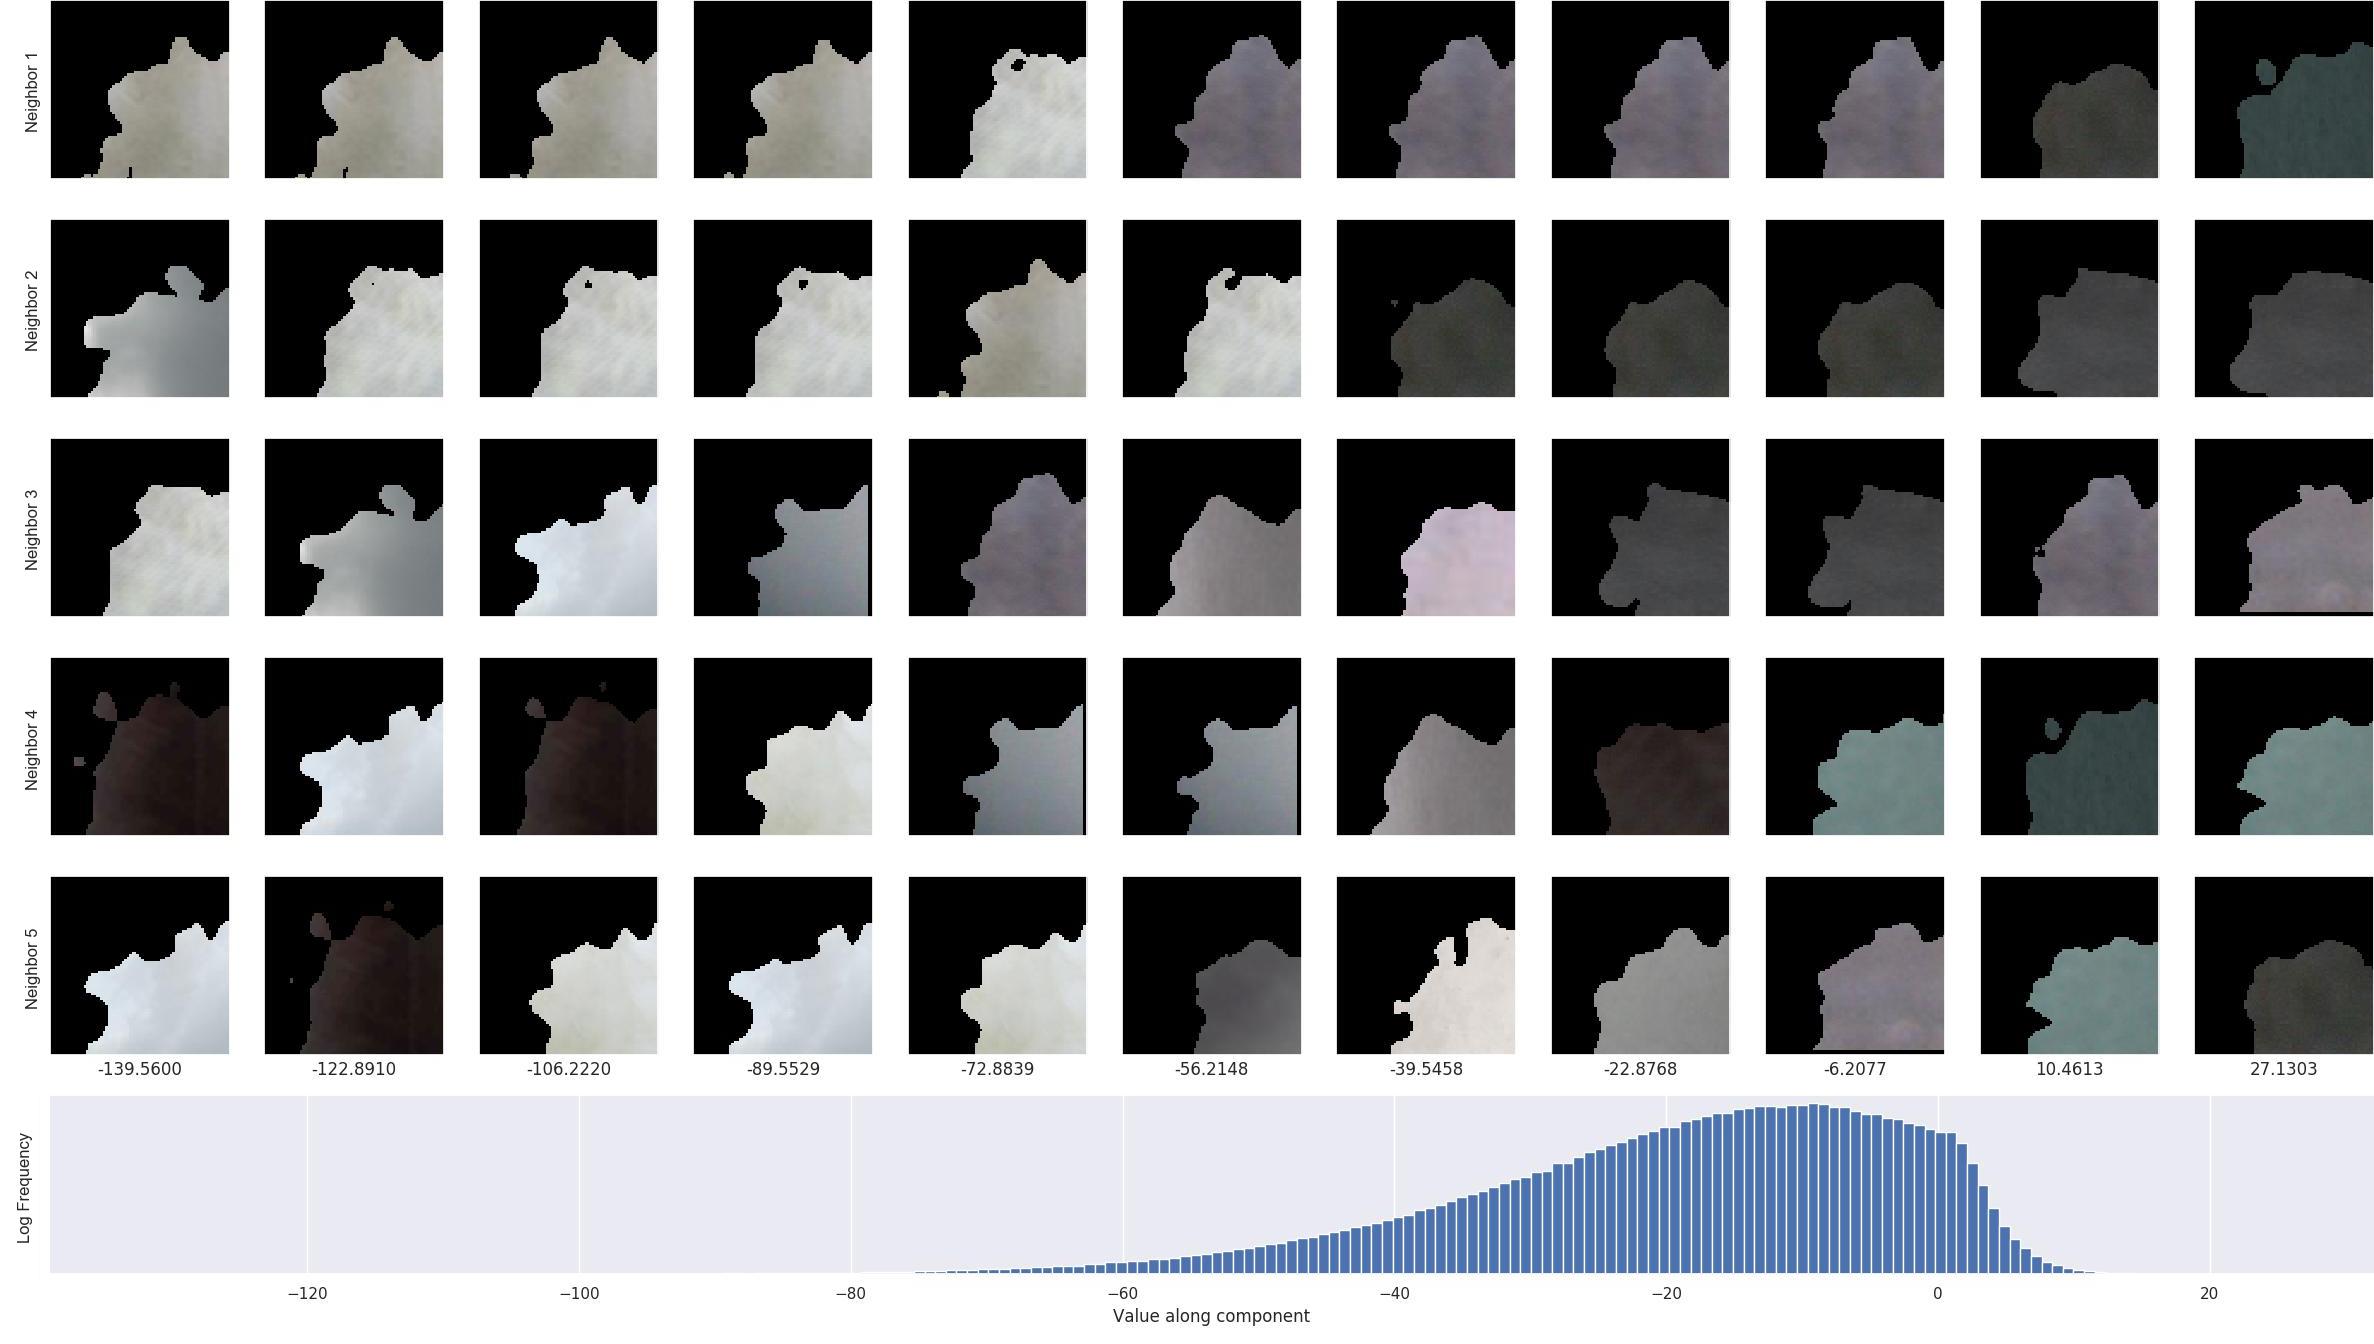 Neighbor 1
Neighbor 2
Neighbor 3
Neighbor 4
Neighbor 5
-139.5600 -122.8910 -106.2220 -89.5529 -72.8839 -56.2148 -39.5458 -22.8768 -6.2077 10.4613 27.1303
Log Frequency
−120 −100 −80 −60 −40 −20 0 20
Value along component